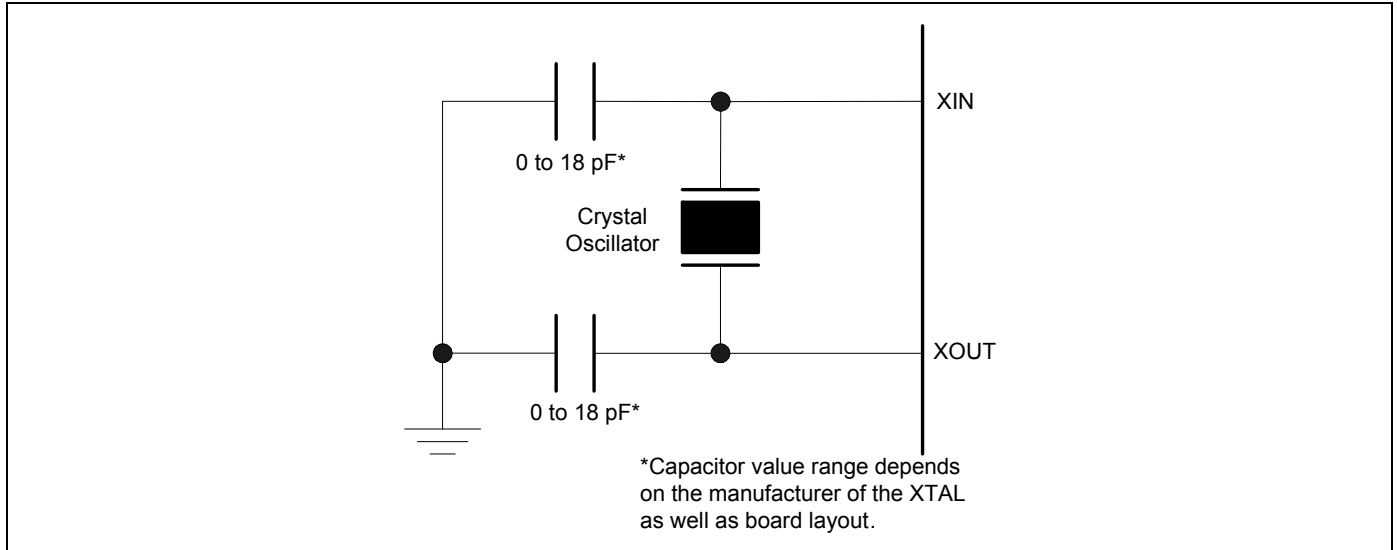 XIN
0 to 18 pF*
Crystal
Oscillator
XOUT
0 to 18 pF*
*Capacitor value range depends
on the manufacturer of the XTAL
as well as board layout.